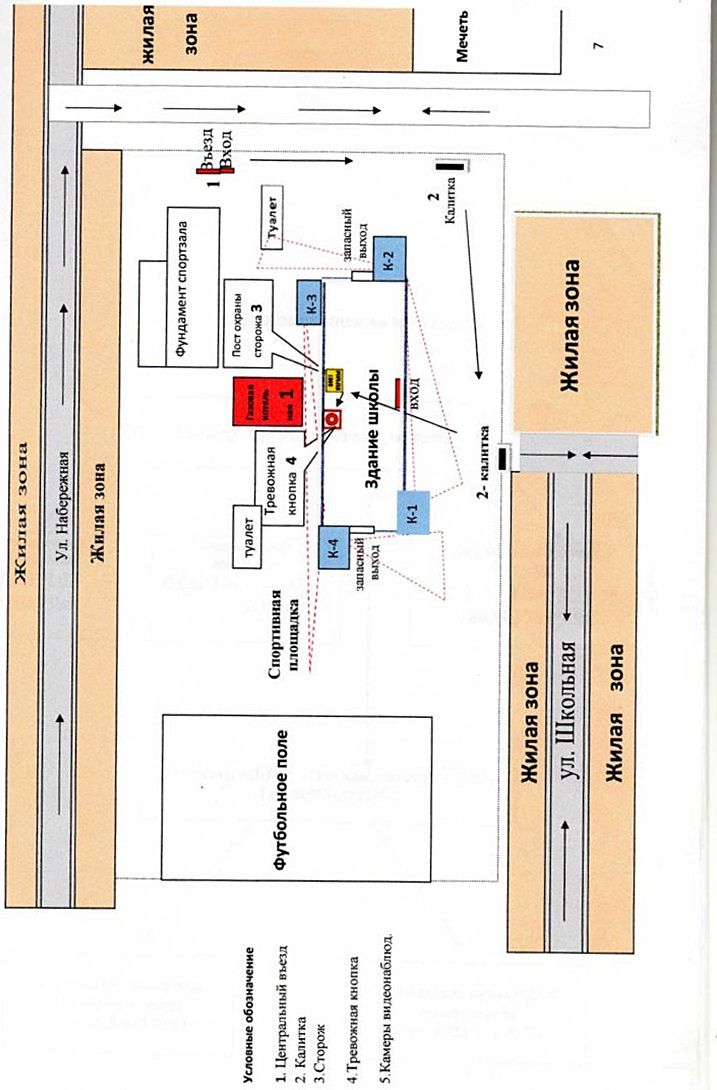 Жилая зона
Ул. Набережная
Жилая зона
жилая
зона
Мечеть
7
1
Въезд
Вход
2
Калитка
туалет
Фундамент спортзала
Пост охраны
сторожа 3
К-3
запасный
выход
К-2
Газовая
котель
ная 1
Тревожная
кнопка 4
туалет
Здание школы
вход
К-4
запасный
выход
К-1
2- калитка
Спортивная
площадка
Футбольное поле
Жилая зона
Жилая зона
ул. Школьная
Жилая зона
Условные обозначение
1. Центральный въезд
2. Калитка
3.Сторож
4.Тревожная кнопка
5.Камеры видеонаблюд.